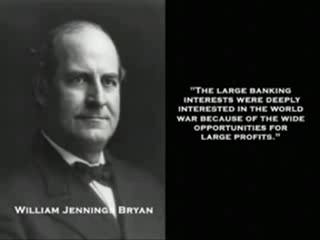 "The large banking
interests were deeply
interested in the world
war because of the wide
opportunities for
large profits."
William Jennings Bryan